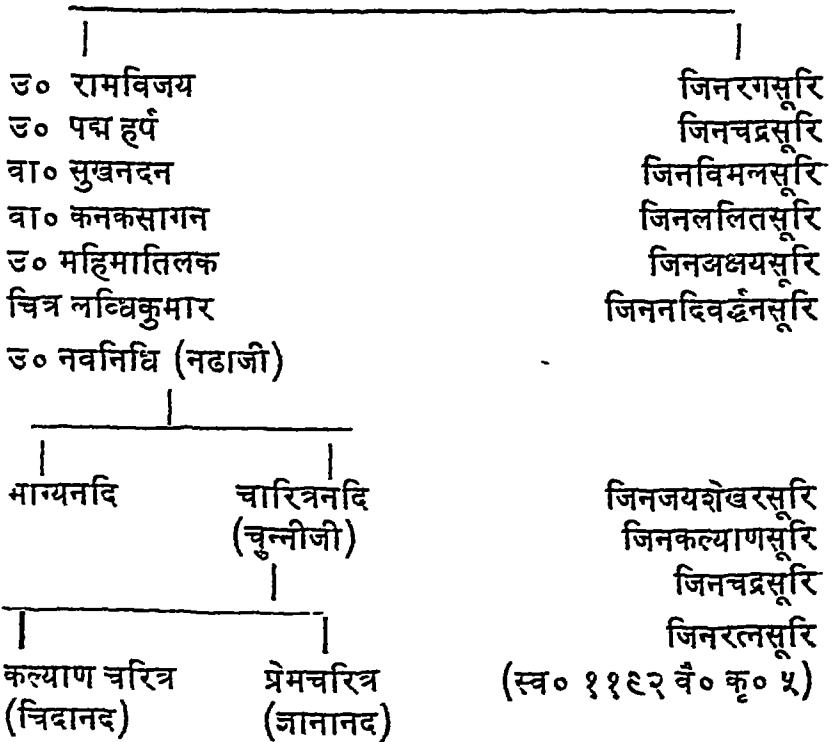 उ० रामविजय जिनरगसूरि
उ० पद्म हर्ष जिनचद्रसूरि
वा० सुखनदन जिनविमलसूरि
वा० कनकसागन जिनललितसूरि
उ० महिमातिलक जिनअक्षयसूरि
चित्र लब्धिकुमार जिननदिवर्द्धनसूरि
उ० नवनिधि (नढाजी)
भाग्यनदि चारित्रनदि जिनजयशेखरसूरि
(चुन्नीजी) जिनकल्याणसूरि
जिनचद्रसूरि
जिनरत्नसूरि
कल्याण चरित्र प्रेमचरित्र (स्व० ११९२ वै० कृ० ५)
(चिदानद) (ज्ञानानद)